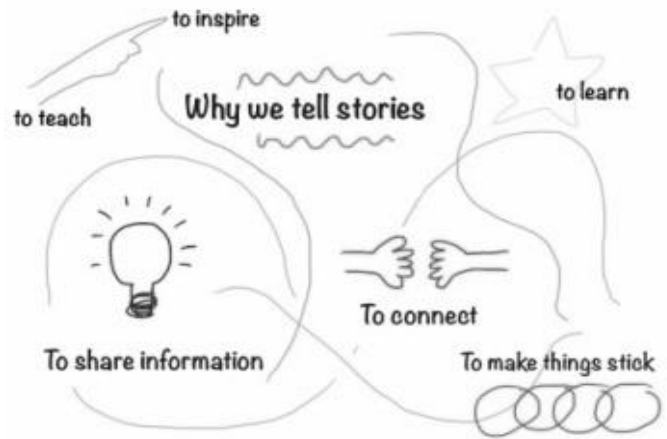 to inspire
to teach
Why we tell stories
to learn
To share information
To connect
To make things stick